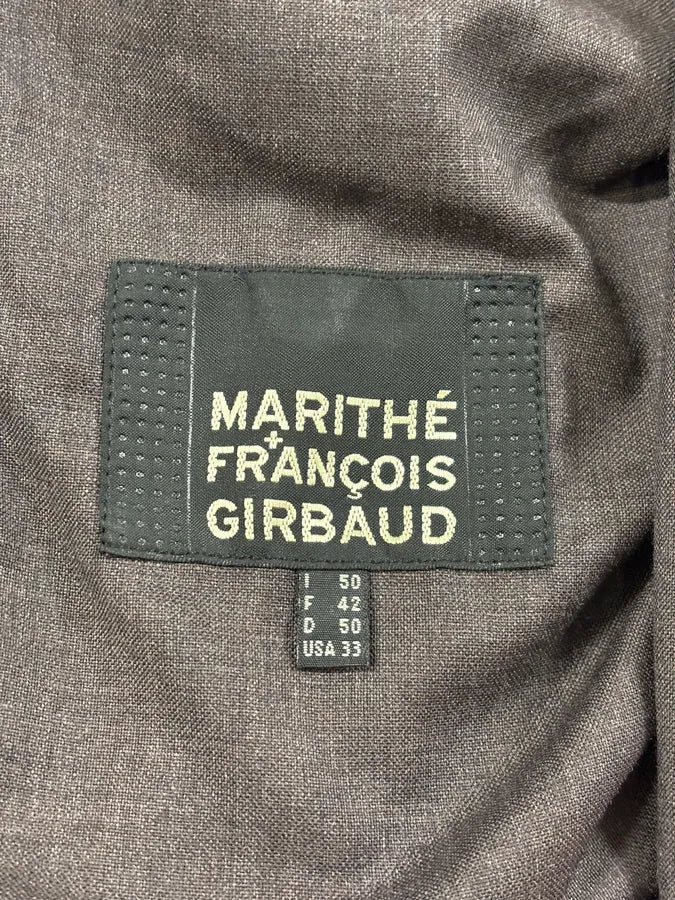 MARITHÉ
+
FRANÇOIS
GIRBAUD
I 50
F 42
D 50
USA 33